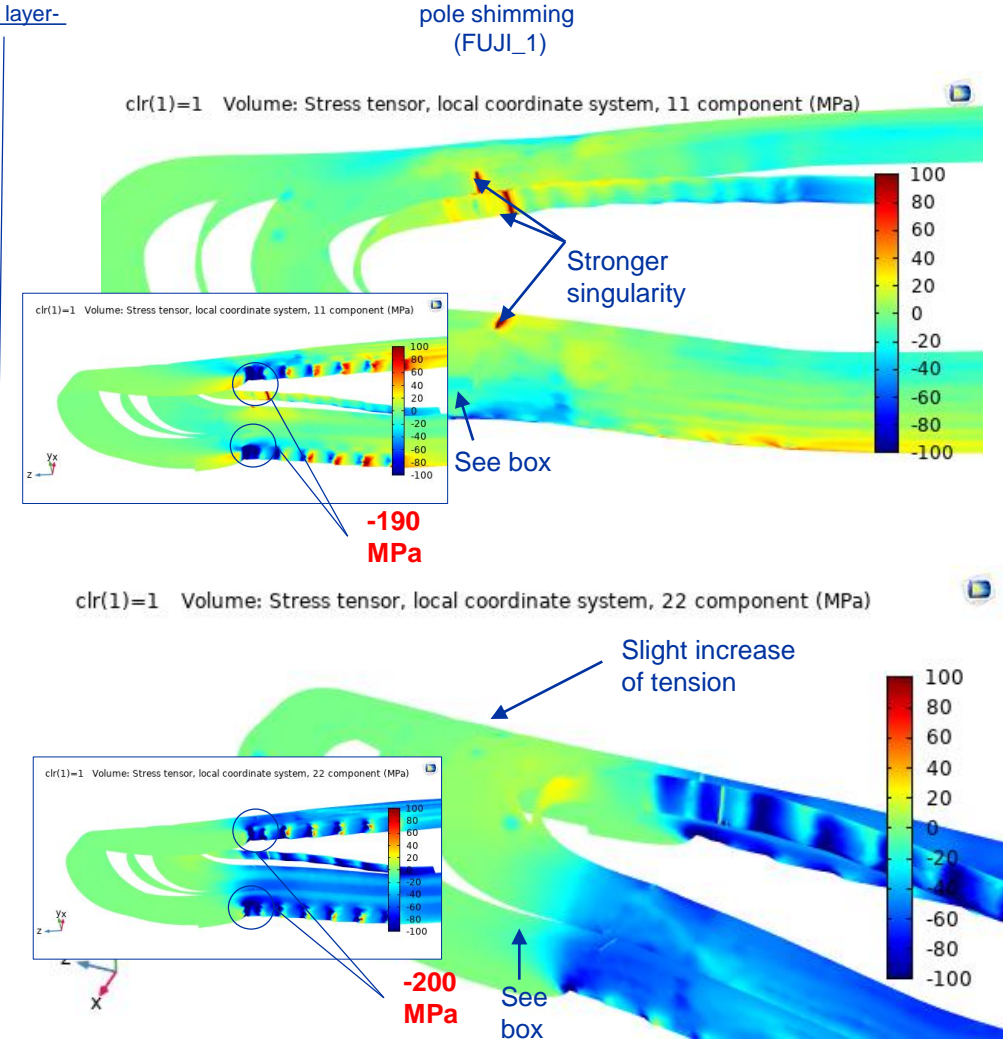 layer-
pole shimming
(FUJI_1)
clr(1)=1 Volume: Stress tensor, local coordinate system, 11 component (MPa)
100
80
60
40
20
0
-20
-40
-60
-80
-100
Stronger
singularity
clr(1)=1 Volume: Stress tensor, local coordinate system, 11 component (MPa)
100
80
60
40
20
0
-20
-40
-60
-80
-100
y x
z
See box
-190
MPa
clr(1)=1 Volume: Stress tensor, local coordinate system, 22 component (MPa)
Slight increase
of tension
100
80
60
40
20
0
-20
-40
-60
-80
-100
clr(1)=1 Volume: Stress tensor, local coordinate system, 22 component (MPa)
100
80
60
40
20
0
-20
-40
-60
-80
-100
y x
z
z
x
-200
MPa
See
box